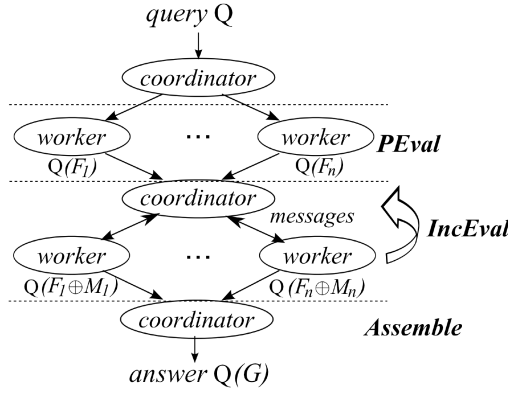 query Q
coordinator
worker ... worker
PEval
Q(F₁) Q(Fₙ)
coordinator
messages
IncEval
worker ... worker
Q(F₁⊕M₁) Q(Fₙ⊕Mₙ)
coordinator
Assemble
answer Q(G)